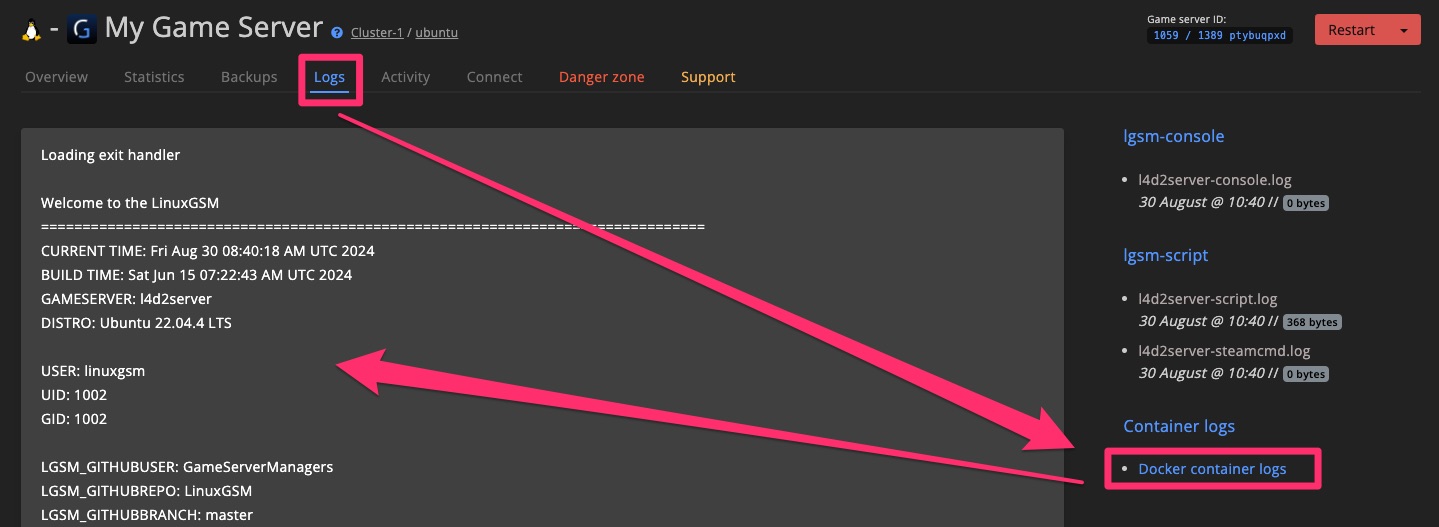 - G My Game Server ? Cluster-1 / ubuntu
Game server ID:
1059 / 1389 ptybuqpxd
Restart
Overview Statistics Backups Logs Activity Connect Danger zone Support
Loading exit handler
Welcome to the LinuxGSM
================================================================================
CURRENT TIME: Fri Aug 30 08:40:18 AM UTC 2024
BUILD TIME: Sat Jun 15 07:22:43 AM UTC 2024
GAMESERVER: l4d2server
DISTRO: Ubuntu 22.04.4 LTS
USER: linuxgsm
UID: 1002
GID: 1002
LGSM_GITHUBUSER: GameServerManagers
LGSM_GITHUBREPO: LinuxGSM
LGSM_GITHUBBRANCH: master
lgsm-console
• l4d2server-console.log
30 August @ 10:40 // 0 bytes
lgsm-script
• l4d2server-script.log
30 August @ 10:40 // 368 bytes
• l4d2server-steamcmd.log
30 August @ 10:40 // 0 bytes
Container logs
• Docker container logs